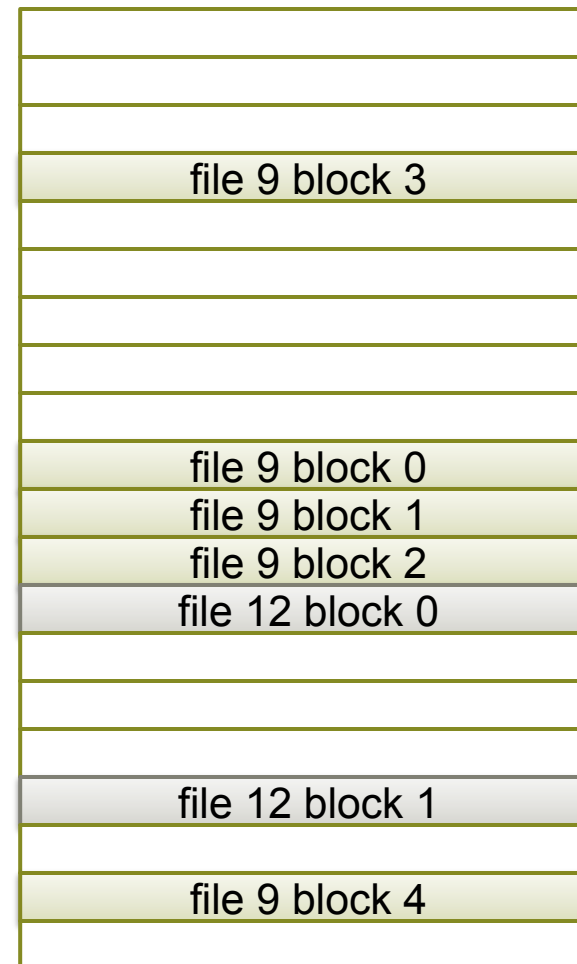 file 9 block 3
file 9 block 0
file 9 block 1
file 9 block 2
file 12 block 0
file 12 block 1
file 9 block 4